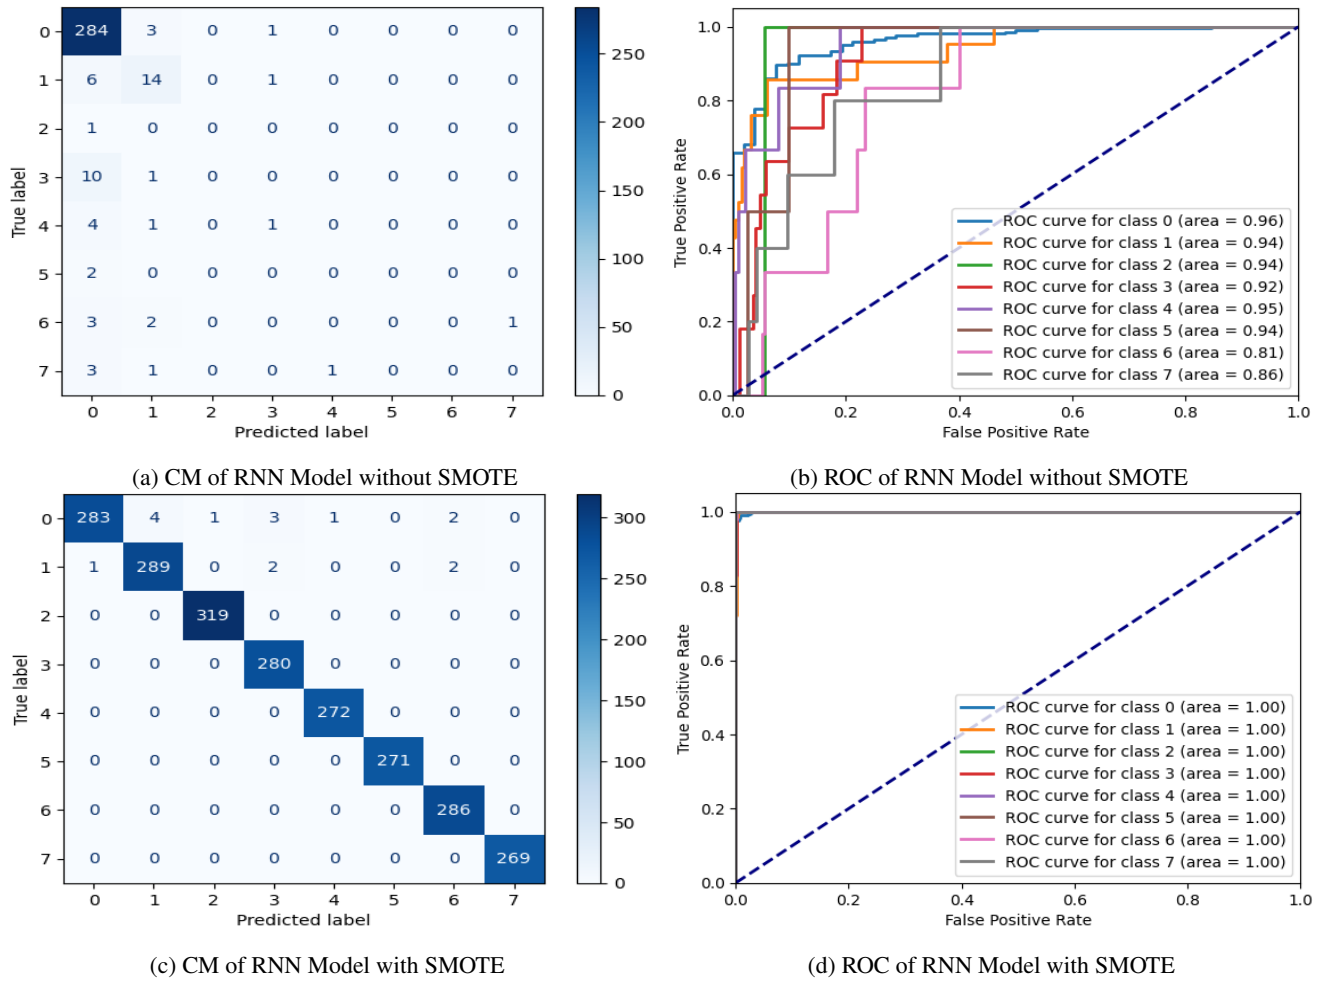 0 284 3 0 1 0 0 0 0
1 6 14 0 1 0 0 0 0
2 1 0 0 0 0 0 0 0
3 10 1 0 0 0 0 0 0
4 4 1 0 1 0 0 0 0
5 2 0 0 0 0 0 0 0
6 3 2 0 0 0 0 0 1
7 3 1 0 0 1 0 0 0
0 1 2 3 4 5 6 7
True label
Predicted label
250
200
150
100
50
0
(a) CM of RNN Model without SMOTE
1.0
0.8
0.6
0.4
0.2
0.0
True Positive Rate
ROC curve for class 0 (area = 0.96)
ROC curve for class 1 (area = 0.94)
ROC curve for class 2 (area = 0.94)
ROC curve for class 3 (area = 0.92)
ROC curve for class 4 (area = 0.95)
ROC curve for class 5 (area = 0.94)
ROC curve for class 6 (area = 0.81)
ROC curve for class 7 (area = 0.86)
0.0 0.2 0.4 0.6 0.8 1.0
False Positive Rate
(b) ROC of RNN Model without SMOTE
0 283 4 1 3 1 0 2 0
1 1 289 0 2 0 0 2 0
2 0 0 319 0 0 0 0 0
3 0 0 0 280 0 0 0 0
4 0 0 0 0 272 0 0 0
5 0 0 0 0 0 271 0 0
6 0 0 0 0 0 0 286 0
7 0 0 0 0 0 0 0 269
0 1 2 3 4 5 6 7
True label
Predicted label
300
250
200
150
100
50
0
(c) CM of RNN Model with SMOTE
1.0
0.8
0.6
0.4
0.2
0.0
True Positive Rate
ROC curve for class 0 (area = 1.00)
ROC curve for class 1 (area = 1.00)
ROC curve for class 2 (area = 1.00)
ROC curve for class 3 (area = 1.00)
ROC curve for class 4 (area = 1.00)
ROC curve for class 5 (area = 1.00)
ROC curve for class 6 (area = 1.00)
ROC curve for class 7 (area = 1.00)
0.0 0.2 0.4 0.6 0.8 1.0
False Positive Rate
(d) ROC of RNN Model with SMOTE